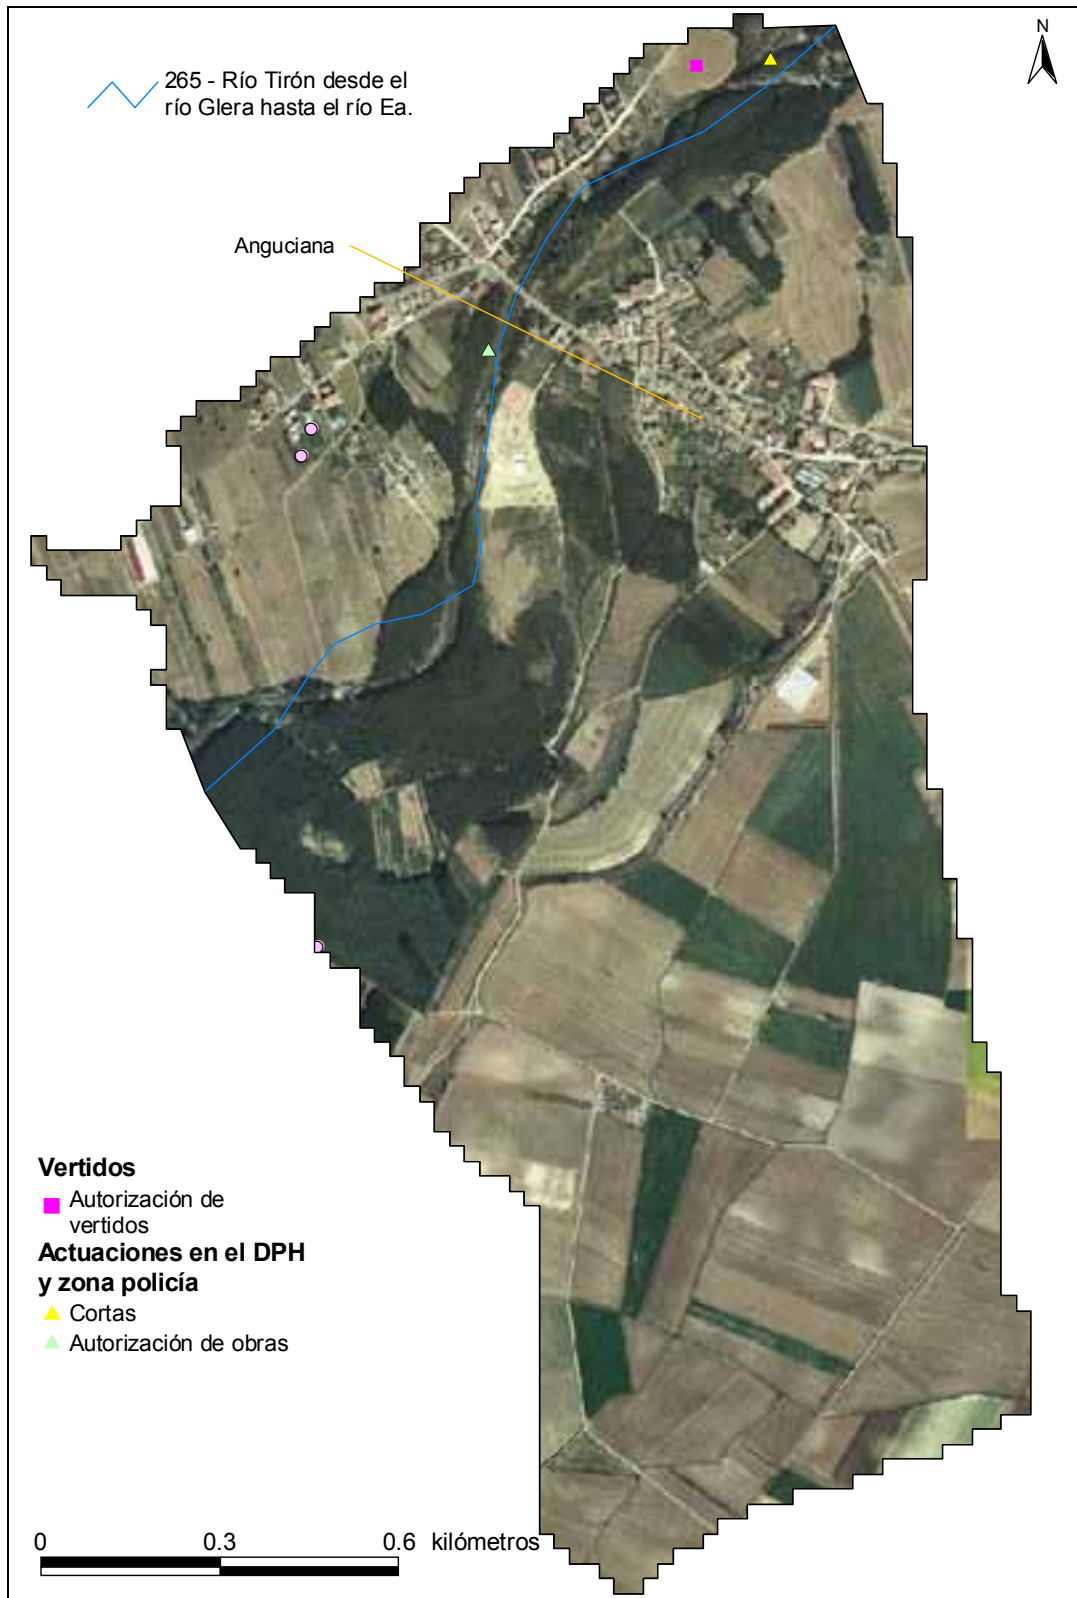 N
265 - Río Tirón desde el
río Glera hasta el río Ea.
Anguciana
Vertidos
Autorización de
vertidos
Actuaciones en el DPH
y zona policía
Cortas
Autorización de obras
0 0.3 0.6 kilómetros